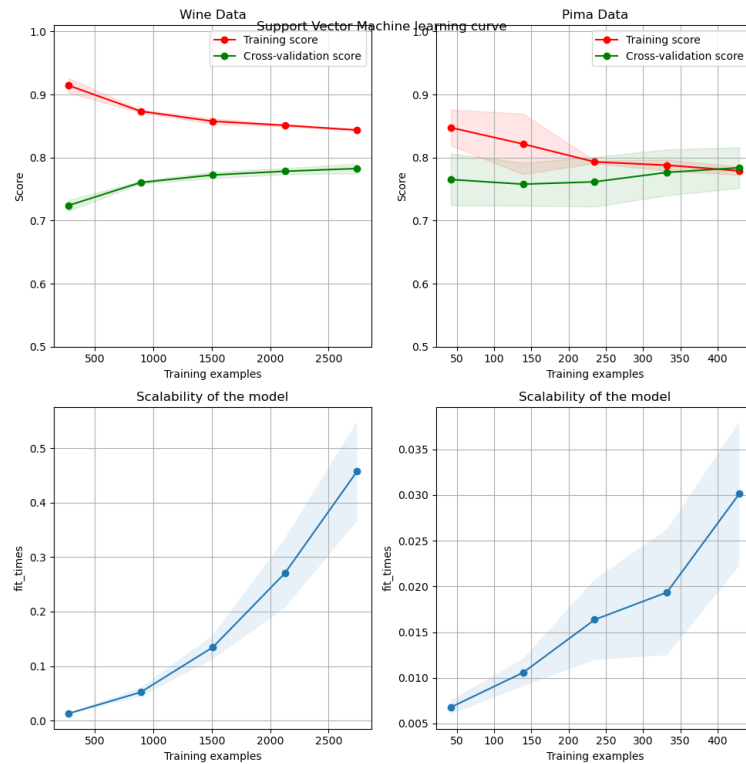 Support Vector Machine learning curve
Wine Data
Training score
Cross-validation score
Score
1.0
0.9
0.8
0.7
0.6
0.5
500 1000 1500 2000 2500
Training examples
Pima Data
Training score
Cross-validation score
Score
1.0
0.9
0.8
0.7
0.6
0.5
50 100 150 200 250 300 350 400
Training examples
Scalability of the model
fit_times
0.5
0.4
0.3
0.2
0.1
0.0
500 1000 1500 2000 2500
Training examples
Scalability of the model
fit_times
0.035
0.030
0.025
0.020
0.015
0.010
0.005
50 100 150 200 250 300 350 400
Training examples